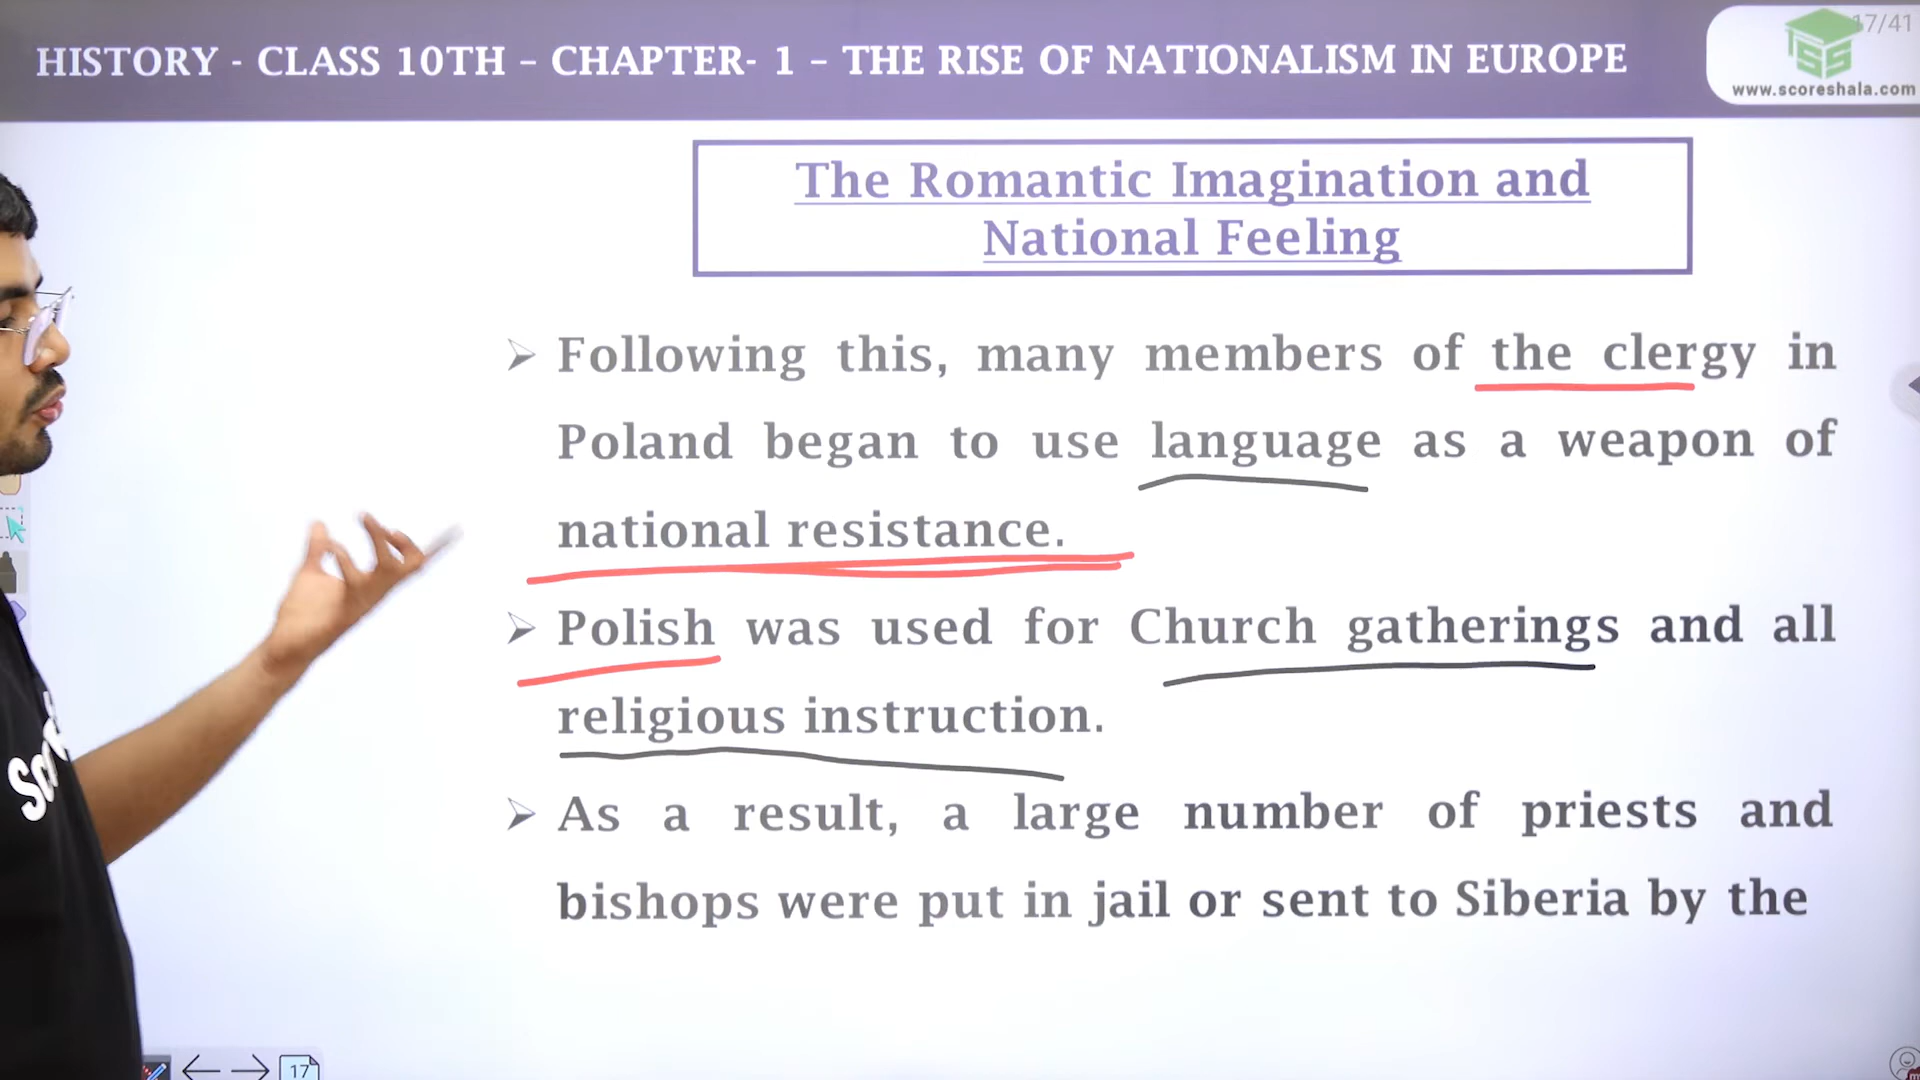 HISTORY - CLASS 10TH – CHAPTER- 1 – THE RISE OF NATIONALISM IN EUROPE
17/41
SS
www.scoreshala.com
The Romantic Imagination and
National Feeling
➢ Following this, many members of the clergy in
Poland began to use language as a weapon of
national resistance.
➢ Polish was used for Church gatherings and all
religious instruction.
➢ As a result, a large number of priests and
bishops were put in jail or sent to Siberia by the
17